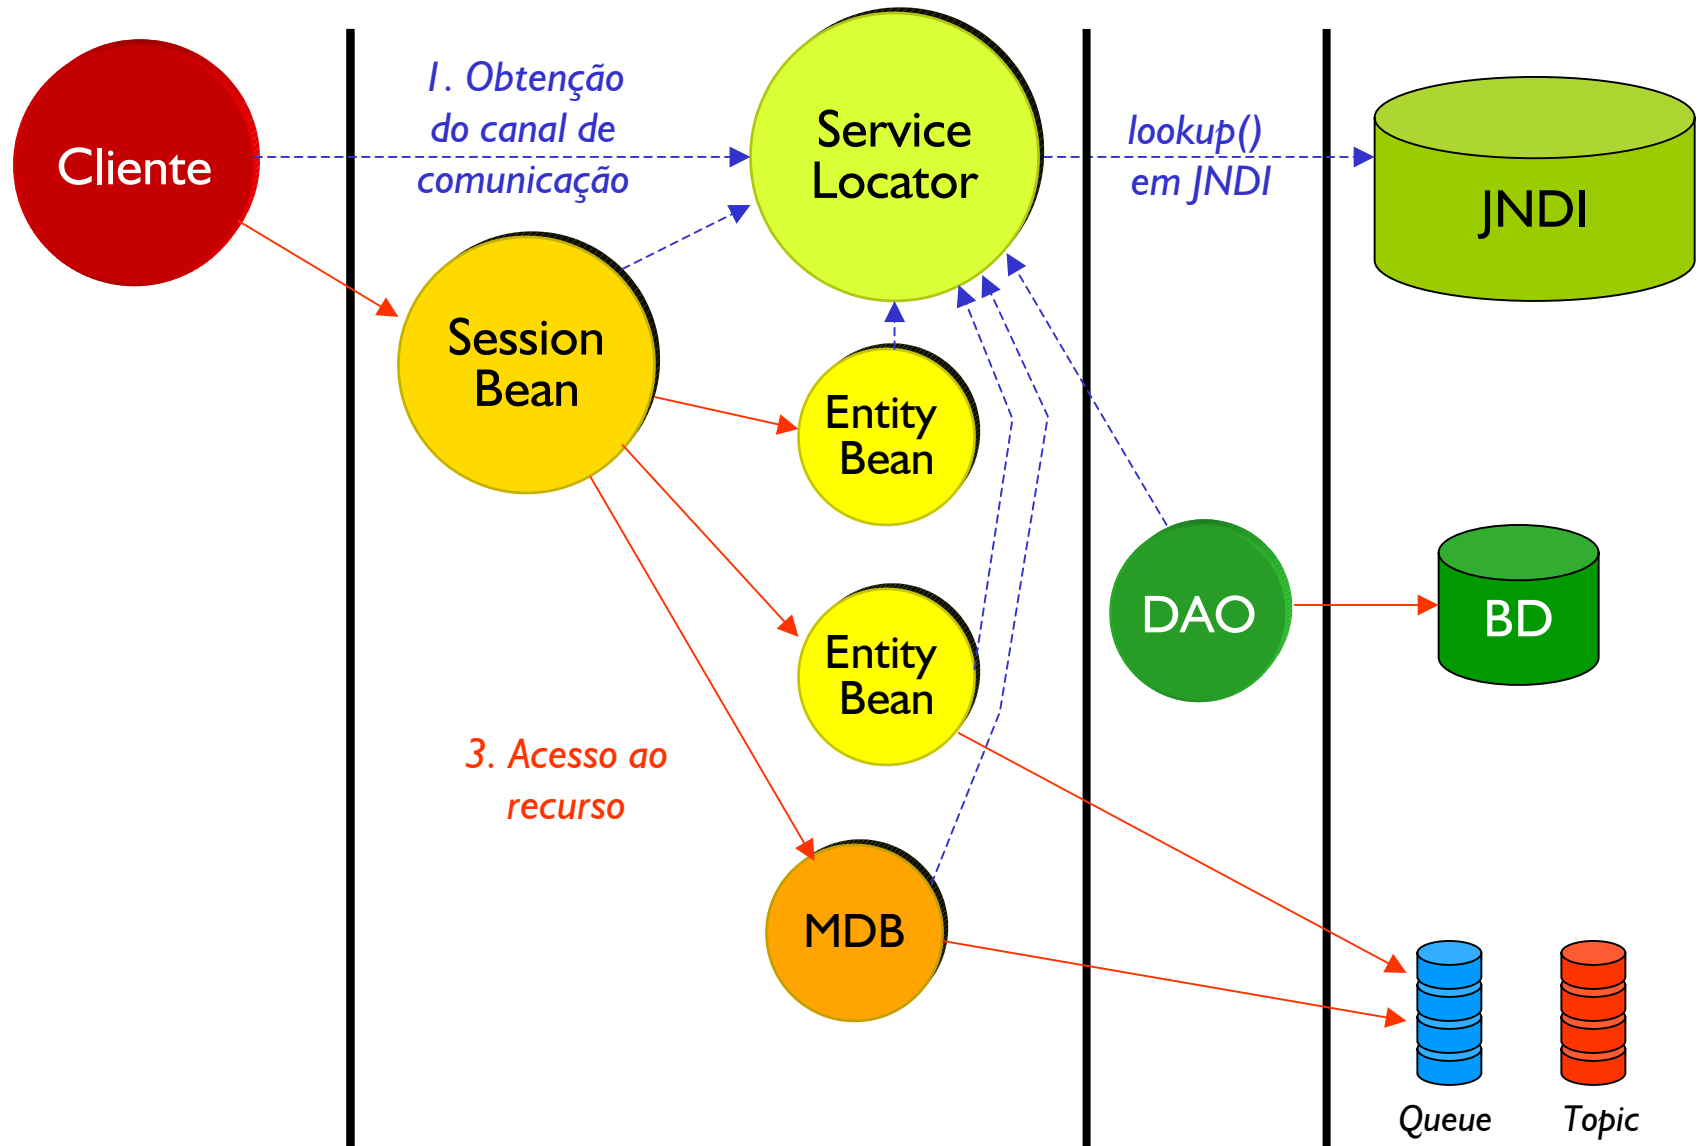 Cliente
1. Obtenção
do canal de
comunicação
Service
Locator
lookup()
em JNDI
JNDI
Session
Bean
Entity
Bean
Entity
Bean
DAO
BD
3. Acesso ao
recurso
MDB
Queue
Topic